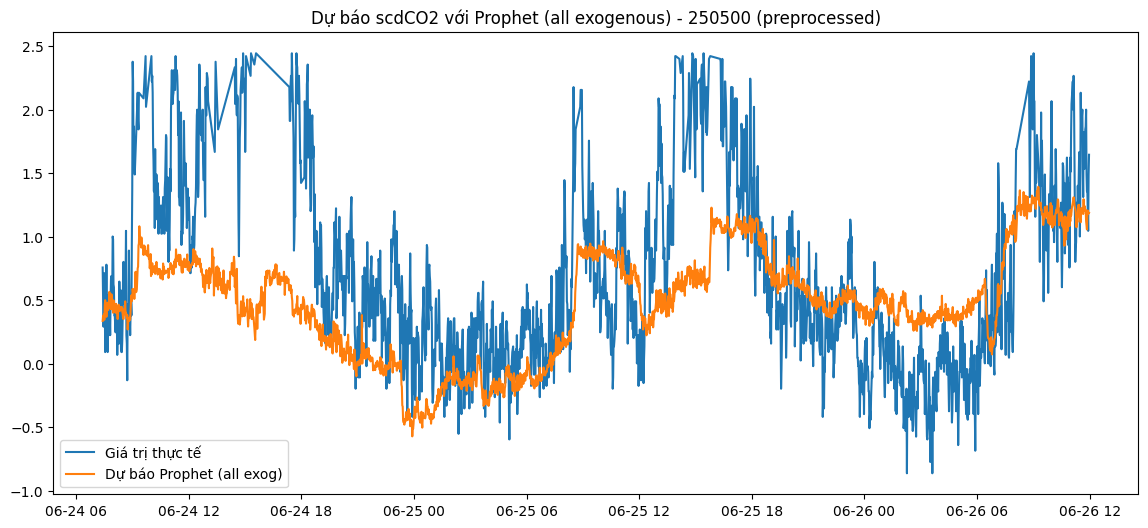 Dự báo scdCO2 với Prophet (all exogenous) - 250500 (preprocessed)
2.5
2.0
1.5
1.0
0.5
0.0
−0.5
−1.0
Giá trị thực tế
Dự báo Prophet (all exog)
06-24 06 06-24 12 06-24 18 06-25 00 06-25 06 06-25 12 06-25 18 06-26 00 06-26 06 06-26 12